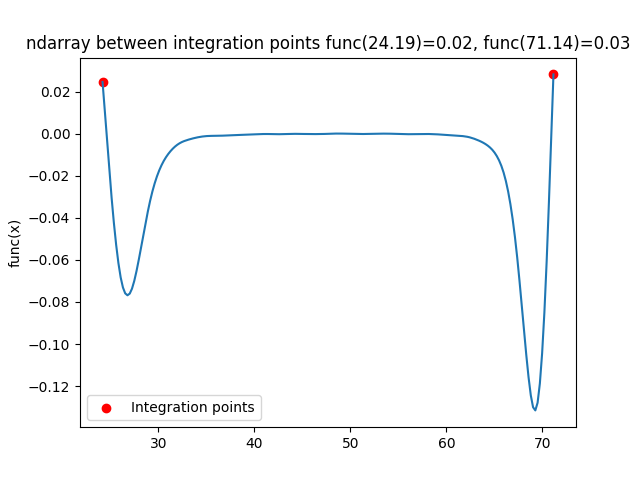 ndarray between integration points func(24.19)=0.02, func(71.14)=0.03
0.02
0.00
−0.02
−0.04
−0.06
−0.08
−0.10
−0.12
func(x)
Integration points
30 40 50 60 70